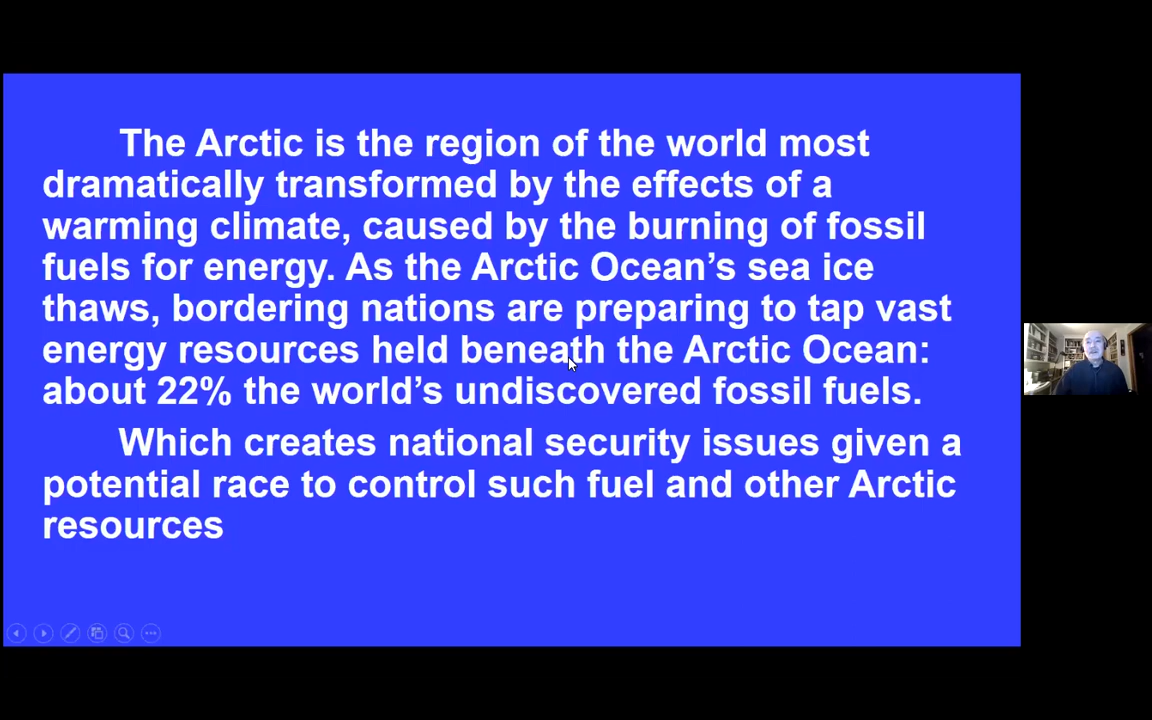 The Arctic is the region of the world most
dramatically transformed by the effects of a
warming climate, caused by the burning of fossil
fuels for energy. As the Arctic Ocean’s sea ice
thaws, bordering nations are preparing to tap vast
energy resources held beneath the Arctic Ocean:
about 22% the world’s undiscovered fossil fuels.
Which creates national security issues given a
potential race to control such fuel and other Arctic
resources